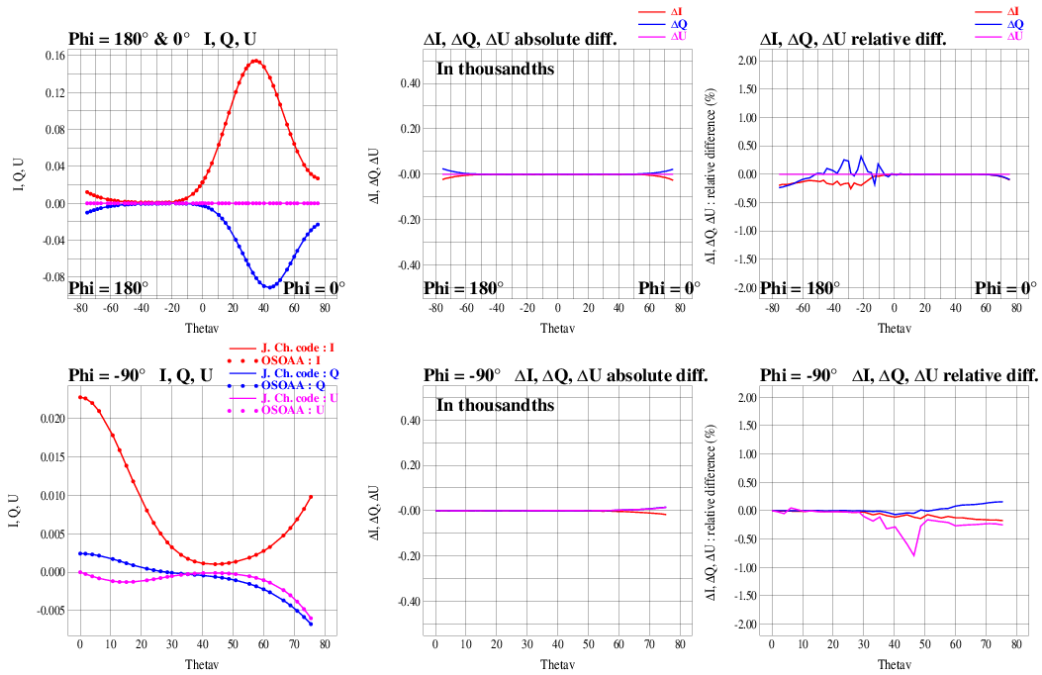 ΔI
ΔQ
ΔU
ΔI
ΔQ
ΔU
Phi = 180° & 0° I, Q, U
ΔI, ΔQ, ΔU absolute diff.
ΔI, ΔQ, ΔU relative diff.
In thousandths
0.16
0.12
0.08
0.04
0.00
-0.04
-0.08
I, Q, U
Phi = 180°
Phi = 0°
-80 -60 -40 -20 0 20 40 60 80
Thetav
0.40
0.20
-0.00
-0.20
-0.40
ΔI, ΔQ, ΔU
Phi = 180°
Phi = 0°
-80 -60 -40 -20 0 20 40 60 80
Thetav
2.00
1.50
1.00
0.50
-0.00
-0.50
-1.00
-1.50
-2.00
ΔI, ΔQ, ΔU : relative difference (%)
Phi = 180°
Phi = 0°
-80 -60 -40 -20 0 20 40 60 80
Thetav
J. Ch. code : I
OSOAA : I
J. Ch. code : Q
OSOAA : Q
J. Ch. code : U
OSOAA : U
Phi = -90° I, Q, U
Phi = -90° ΔI, ΔQ, ΔU absolute diff.
Phi = -90° ΔI, ΔQ, ΔU relative diff.
In thousandths
0.020
0.015
0.010
0.005
0.000
-0.005
I, Q, U
0 10 20 30 40 50 60 70 80
Thetav
0.40
0.20
-0.00
-0.20
-0.40
ΔI, ΔQ, ΔU
0 10 20 30 40 50 60 70 80
Thetav
2.00
1.50
1.00
0.50
-0.00
-0.50
-1.00
-1.50
-2.00
ΔI, ΔQ, ΔU : relative difference (%)
0 10 20 30 40 50 60 70 80
Thetav